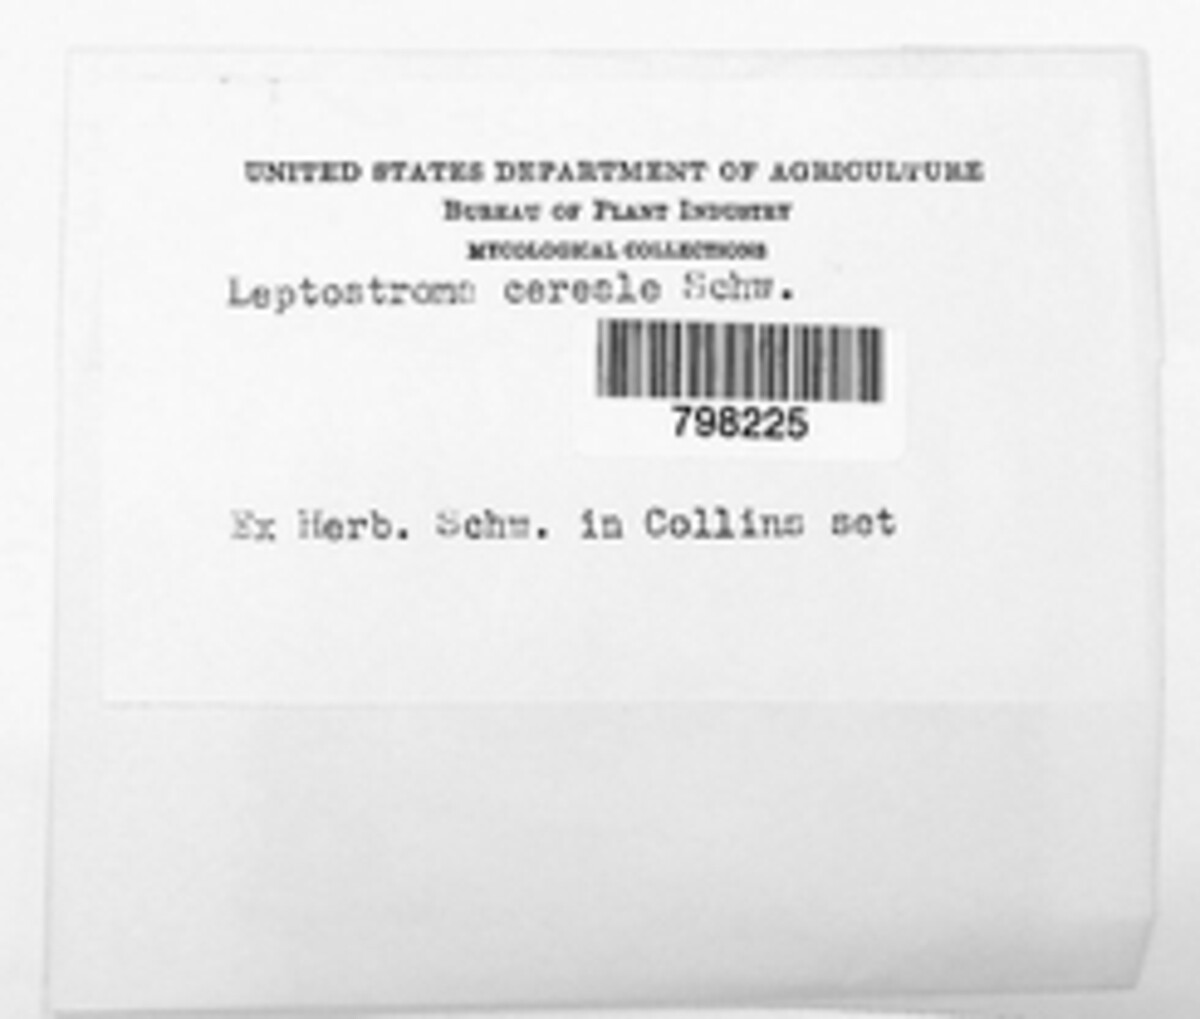 UNITED STATES DEPARTMENT OF AGRICULTURE
BUREAU OF PLANT INDUSTRY
MYCOLOGICAL COLLECTIONS
Leptostroma cereale Schw.
798225
Ex Herb. Schw. in Collins set